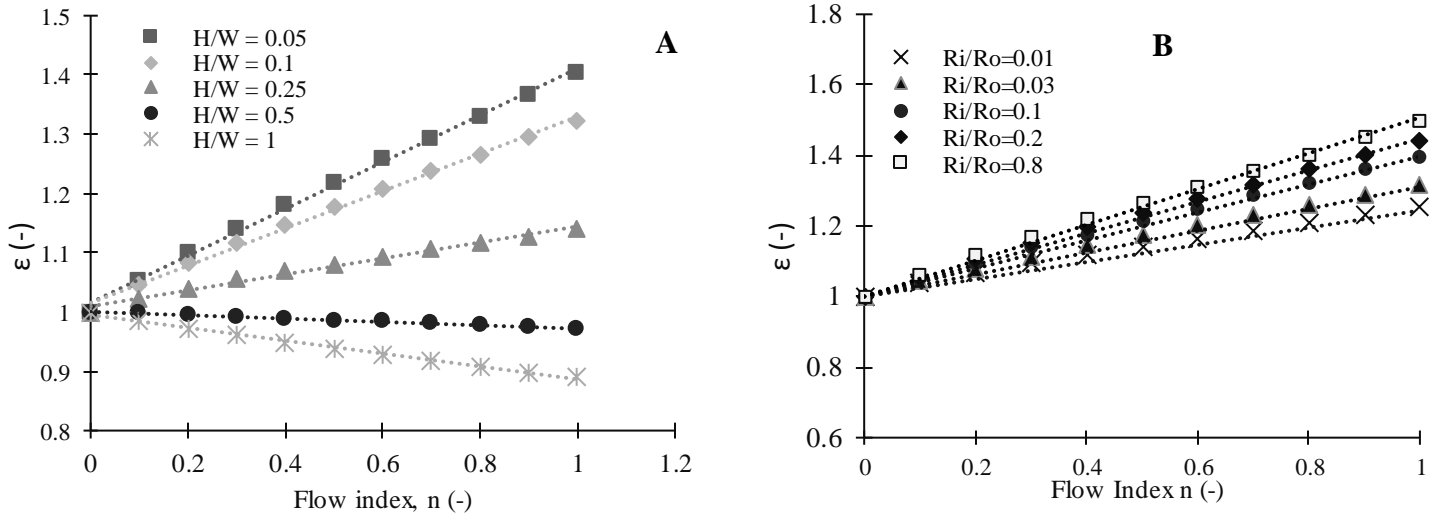 A
H/W = 0.05
H/W = 0.1
H/W = 0.25
H/W = 0.5
H/W = 1
1.5
1.4
1.3
1.2
1.1
1
0.9
0.8
ε (-)
0 0.2 0.4 0.6 0.8 1 1.2
Flow index, n (-)
B
Ri/Ro=0.01
Ri/Ro=0.03
Ri/Ro=0.1
Ri/Ro=0.2
Ri/Ro=0.8
1.8
1.6
1.4
1.2
1
0.8
0.6
ε (-)
0 0.2 0.4 0.6 0.8 1
Flow Index n (-)